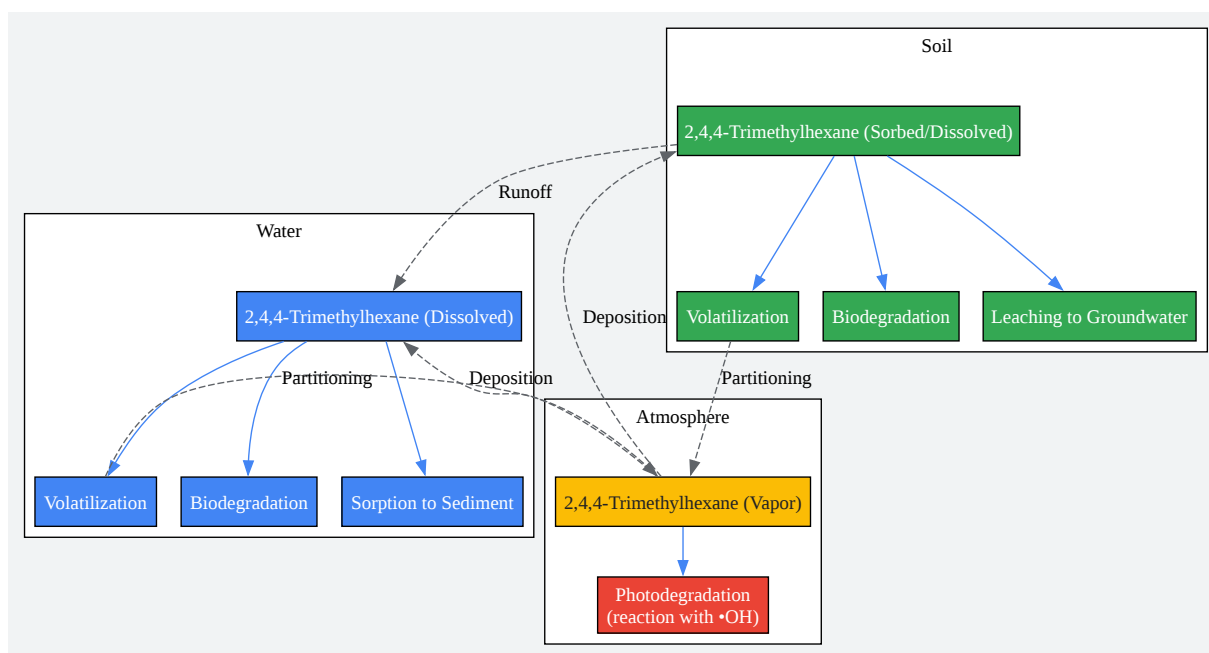 Soil
2,4,4-Trimethylhexane (Sorbed/Dissolved)
Runoff
Water
2,4,4-Trimethylhexane (Dissolved)
Deposition
Volatilization
Biodegradation
Leaching to Groundwater
Partitioning
Deposition
Partitioning
Atmosphere
Volatilization
Biodegradation
Sorption to Sediment
2,4,4-Trimethylhexane (Vapor)
Photodegradation
(reaction with •OH)